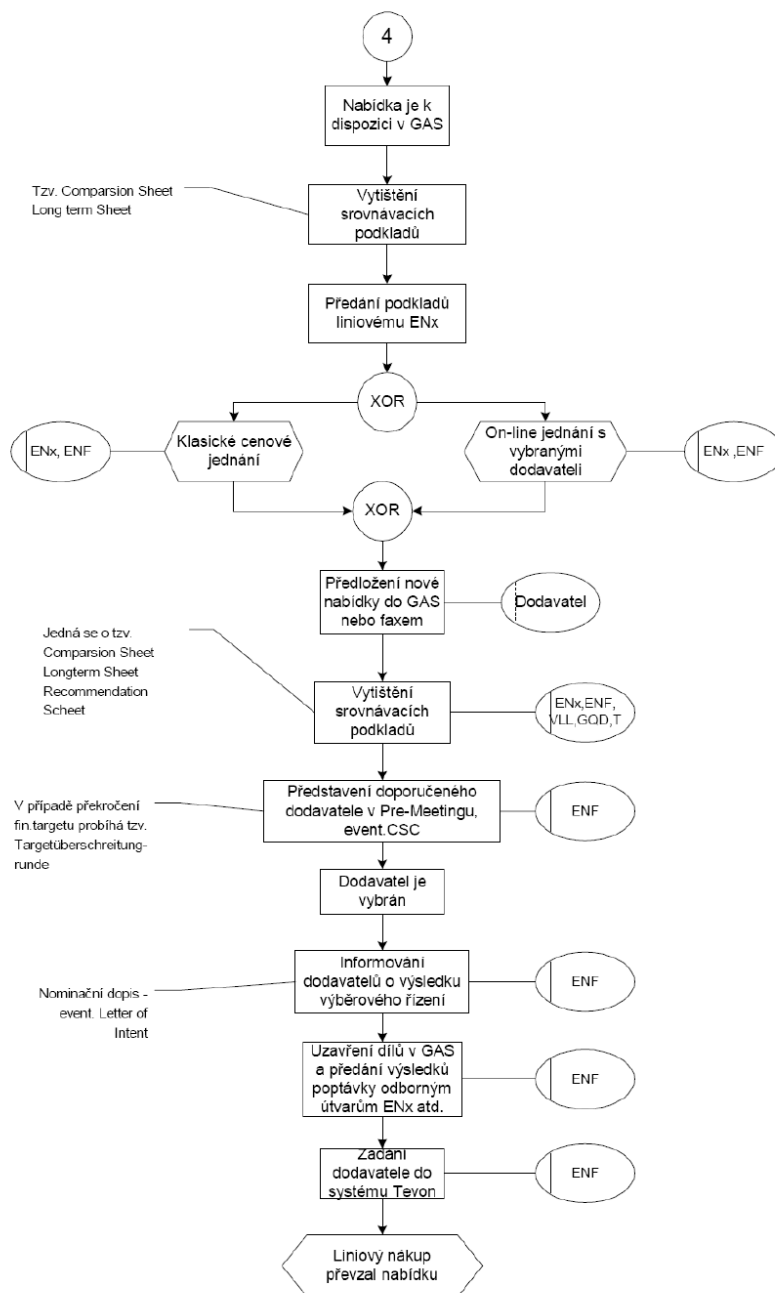 4
Nabídka je k
dispozici v GAS
Tzv. Comparsion Sheet
Long term Sheet
Vytištění
srovnávacích
podkladů
Předání podkladů
liniovému ENx
XOR
ENx, ENF
Klasické cenové
jednání
On-line jednání s
vybranými
dodavateli
ENx ,ENF
XOR
Předložení nové
nabídky do GAS
nebo faxem
Dodavatel
Jedná se o tzv.
Comparsion Sheet
Longterm Sheet
Recommendation
Scheet
Vytištění
srovnávacích
podkladů
ENx,ENF,
VLL,GQD,T
Představení doporučeného
dodavatele v Pre-Meetingu,
event.CSC
ENF
V případě překročení
fin.targetu probíhá tzv.
Targetüberschreitung-
runde
Dodavatel je
vybrán
Informování
dodavatelů o výsledku
výběrového řízení
ENF
Nominační dopis -
event. Letter of
Intent
Uzavření dílů v GAS
a předání výsledků
poptávky odborným
útvarům ENx atd.
ENF
Zadání
dodavatele do
systému Tevon
ENF
Liniový nákup
převzal nabídku